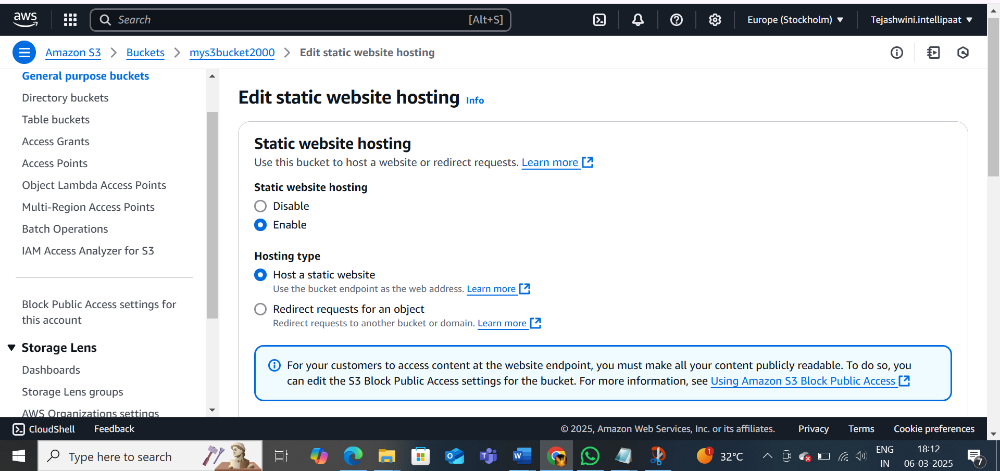 aws
Search
[Alt+S]
Europe (Stockholm)
Tejashwini.intellipaat
Amazon S3
Buckets
mys3bucket2000
Edit static website hosting
General purpose buckets
Directory buckets
Table buckets
Access Grants
Access Points
Object Lambda Access Points
Multi-Region Access Points
Batch Operations
IAM Access Analyzer for S3
Block Public Access settings for
this account
Storage Lens
Dashboards
Storage Lens groups
AWS Organizations settings
Edit static website hosting Info
Static website hosting
Use this bucket to host a website or redirect requests. Learn more
Static website hosting
Disable
Enable
Hosting type
Host a static website
Use the bucket endpoint as the web address. Learn more
Redirect requests for an object
Redirect requests to another bucket or domain. Learn more
For your customers to access content at the website endpoint, you must make all your content publicly readable. To do so, you
can edit the S3 Block Public Access settings for the bucket. For more information, see Using Amazon S3 Block Public Access
CloudShell
Feedback
© 2025, Amazon Web Services, Inc. or its affiliates.
Privacy
Terms
Cookie preferences
Type here to search
1
32°C
ENG
IN
18:12
06-03-2025
7